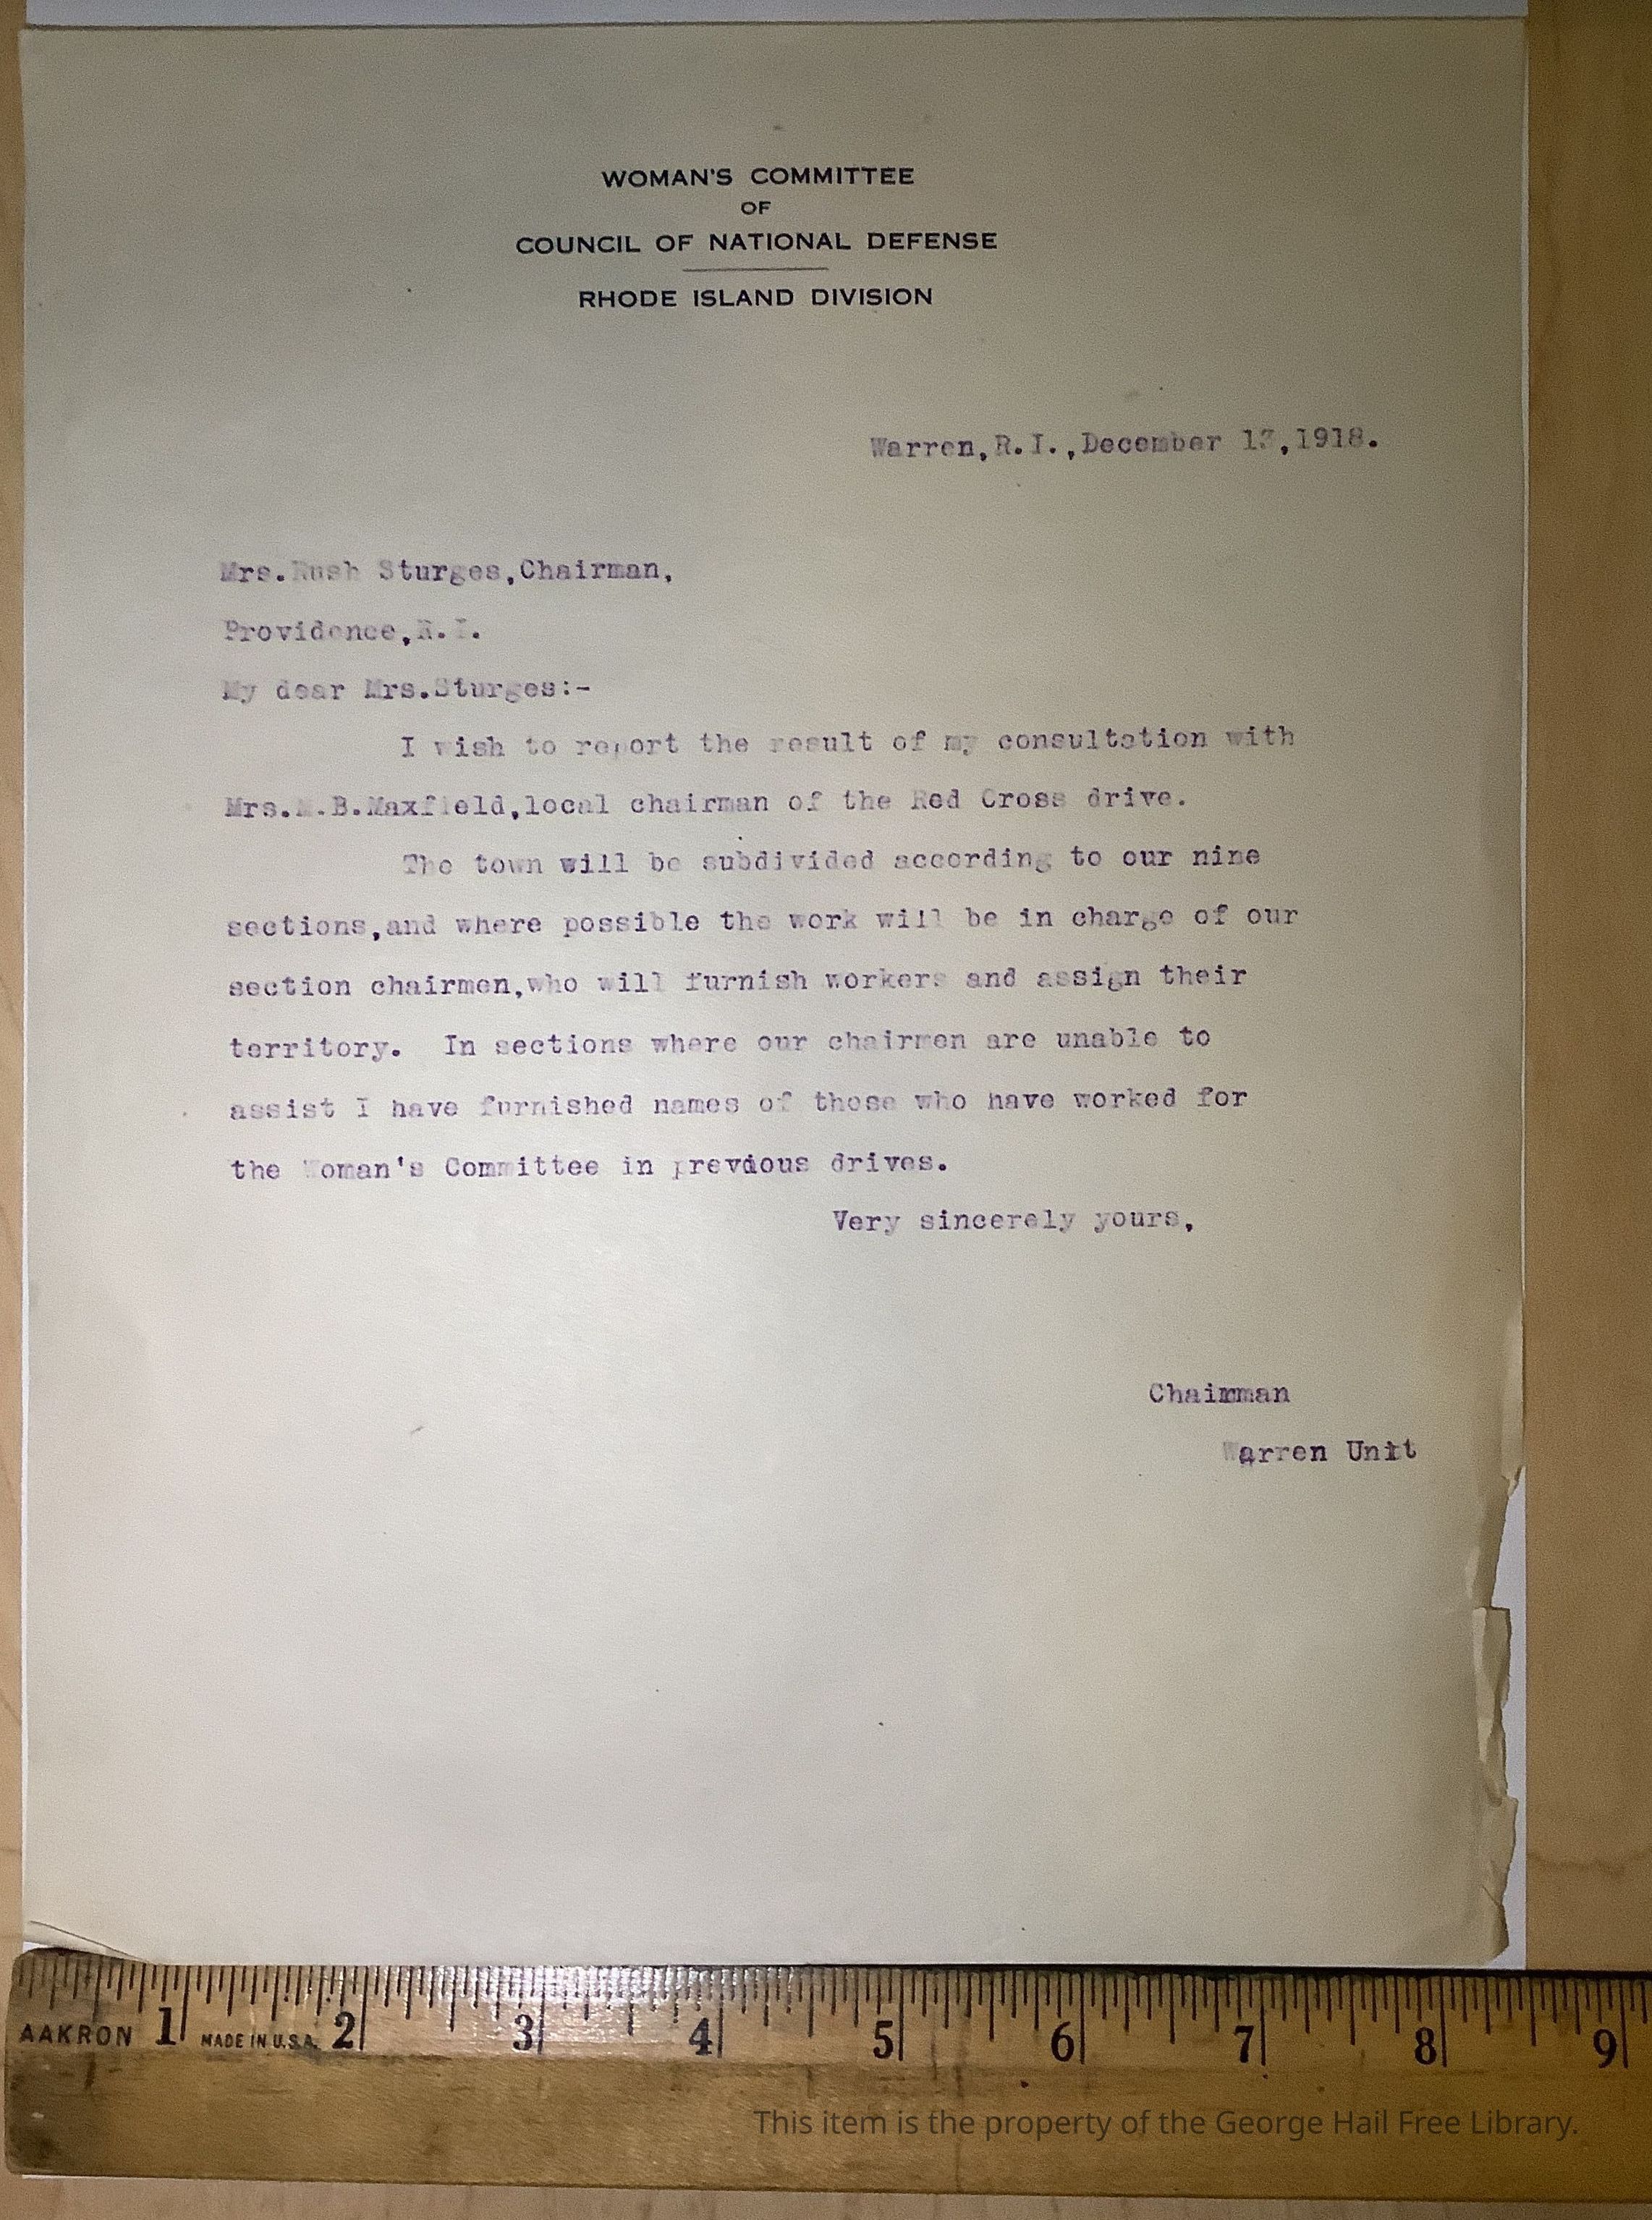 WOMAN'S COMMITTEE
OF
COUNCIL OF NATIONAL DEFENSE
RHODE ISLAND DIVISION
Warren,R.I.,December 13,1918.
Mrs.Rush Sturges,Chairman,
Providence,R.I.
My dear Mrs.Sturges:-
I wish to report the result of my consultation with
Mrs.M.B.Maxfield,local chairman of the Red Cross drive.
The town will be subdivided according to our nine
sections,and where possible the work will be in charge of our
section chairmen,who will furnish workers and assign their
territory. In sections where our chairmen are unable to
assist I have furnished names of those who have worked for
the Woman's Committee in previous drives.
Very sincerely yours,
Chairman
Warren Unit
AAKRON 1 MADE IN U.S.A. 2 3 4 5 6 7 8 9
This item is the property of the George Hail Free Library.